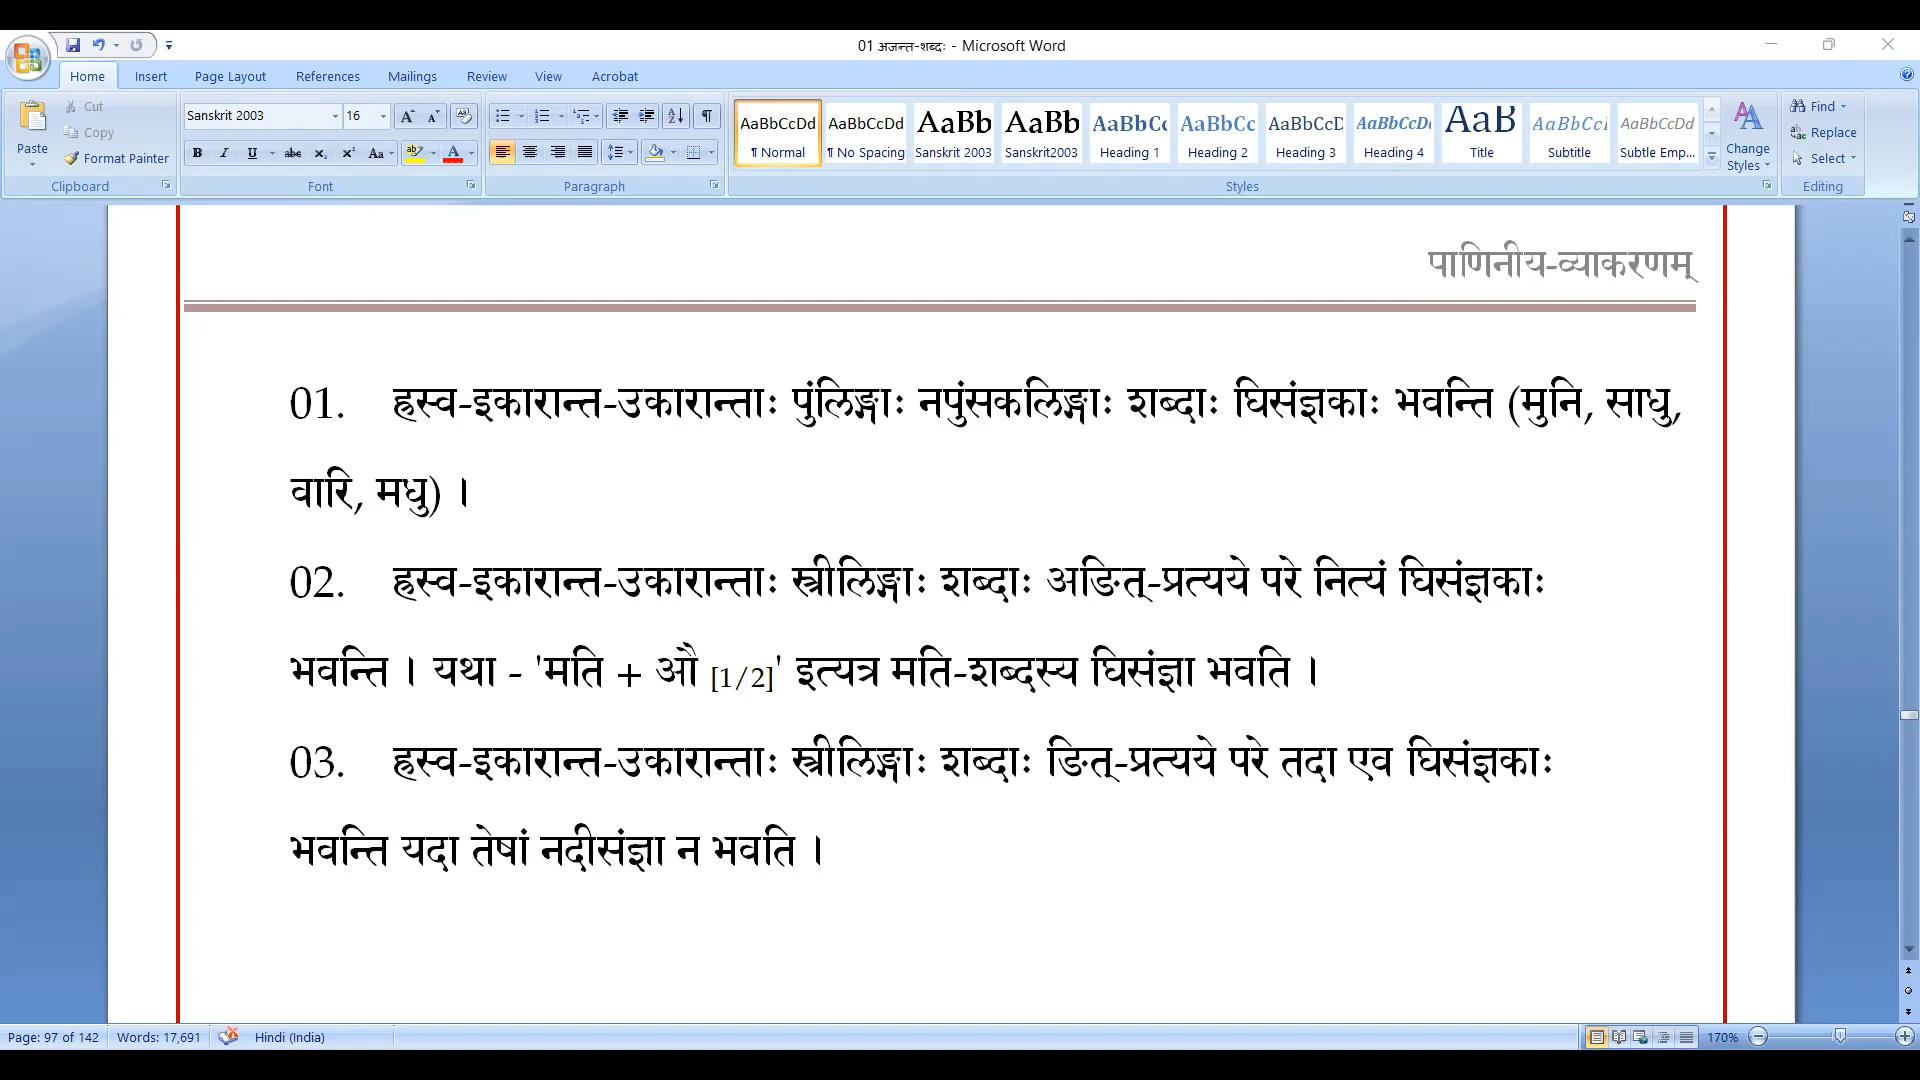 01 अजन्त-शब्दः - Microsoft Word
Home Insert Page Layout References Mailings Review View Acrobat
Paste
Cut
Copy
Format Painter
Clipboard
Sanskrit 2003 16
Font
Paragraph
AaBbCcDd AaBbCcDd AaBb AaBb AaBbCc AaBbCc AaBbCcD AaBbCcDd AaB AaBbCcI AaBbCcDd
¶ Normal ¶ No Spacing Sanskrit 2003 Sanskrit2003 Heading 1 Heading 2 Heading 3 Heading 4 Title Subtitle Subtle Emp...
Change Styles
Styles
Find
Replace
Select
Editing
पाणिनीय-व्याकरणम्
01. ह्रस्व-इकारान्त-उकारान्ताः पुंलिङ्गाः नपुंसकलिङ्गाः शब्दाः घिसंज्ञकाः भवन्ति (मुनि, साधु,
वारि, मधु) ।
02. ह्रस्व-इकारान्त-उकारान्ताः स्त्रीलिङ्गाः शब्दाः अङित्-प्रत्यये परे नित्यं घिसंज्ञकाः
भवन्ति । यथा - 'मति + औ [1/2]' इत्यत्र मति-शब्दस्य घिसंज्ञा भवति ।
03. ह्रस्व-इकारान्त-उकारान्ताः स्त्रीलिङ्गाः शब्दाः ङित्-प्रत्यये परे तदा एव घिसंज्ञकाः
भवन्ति यदा तेषां नदीसंज्ञा न भवति ।
Page: 97 of 142 Words: 17,691 Hindi (India) 170%